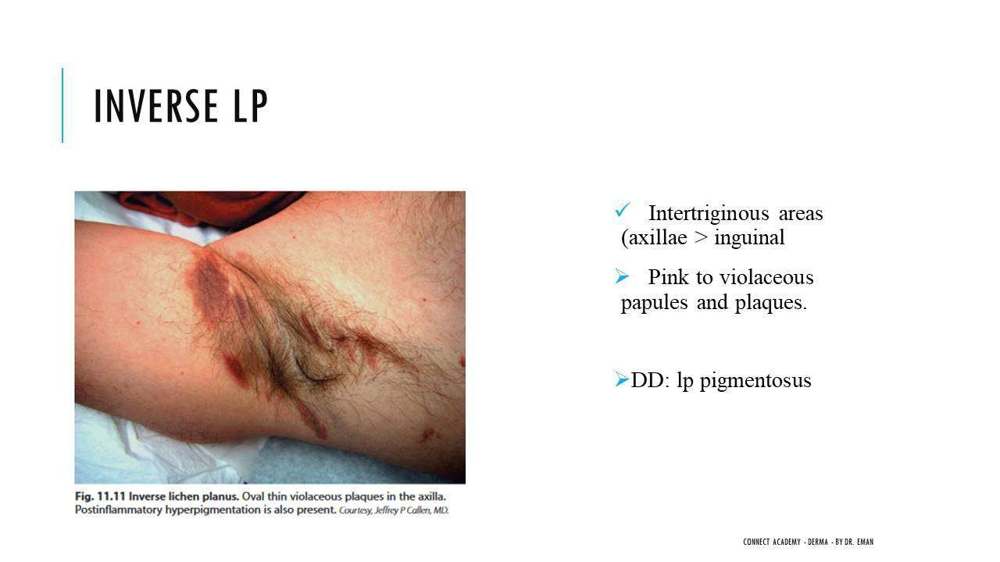 INVERSE LP
✓ Intertriginous areas
(axillae > inguinal
➢ Pink to violaceous
papules and plaques.
➢DD: lp pigmentosus
Fig. 11.11 Inverse lichen planus. Oval thin violaceous plaques in the axilla.
Postinflammatory hyperpigmentation is also present. Courtesy, Jeffrey P Callen, MD.
CONNECT ACADEMY - DERMA - BY DR. EMAN